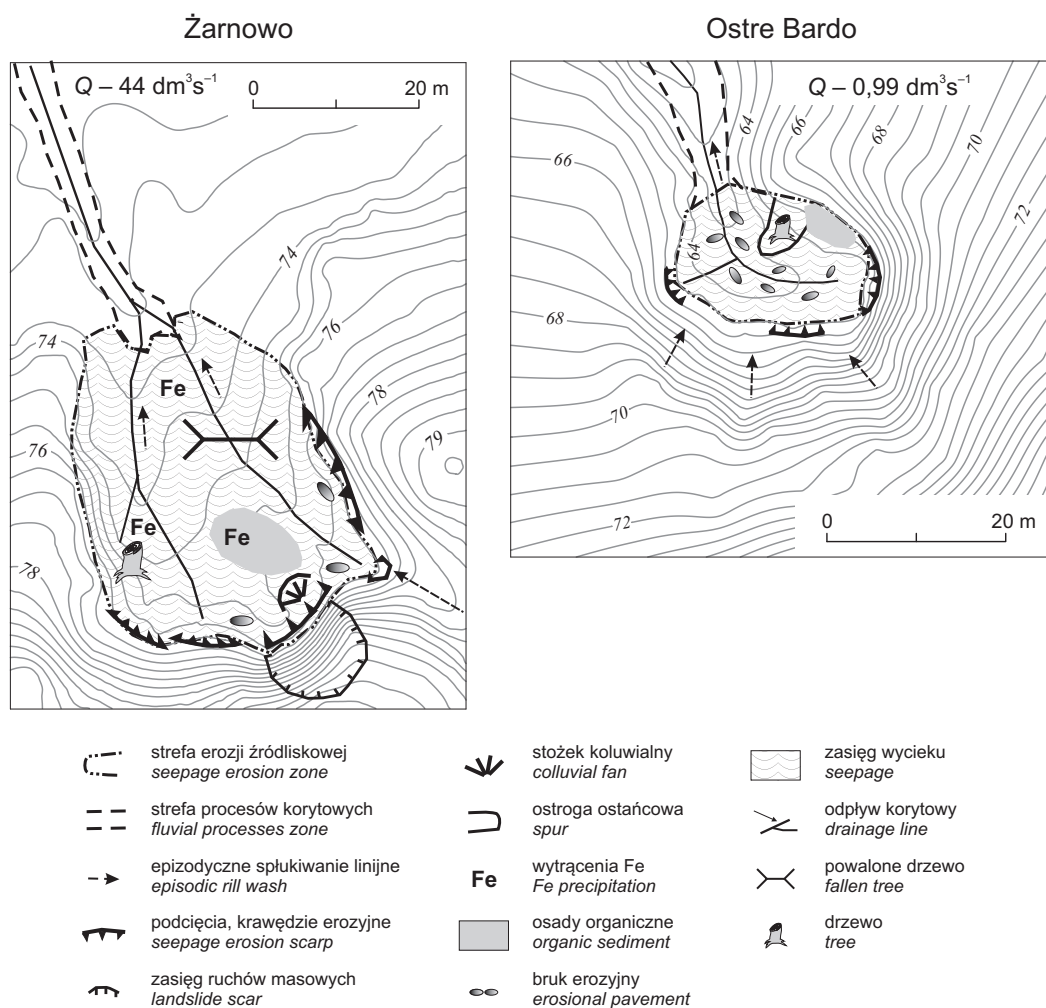 Żarnowo
Q – 44 dm³s⁻¹
0
20 m
74
76
78
79
74
76
78
Fe
Fe
Fe
Ostre Bardo
Q – 0,99 dm³s⁻¹
64
66
68
70
72
66
64
68
70
72
0
20 m
strefa erozji źródliskowej
seepage erosion zone
strefa procesów korytowych
fluvial processes zone
epizodyczne spłukiwanie linijne
episodic rill wash
podcięcia, krawędzie erozyjne
seepage erosion scarp
zasięg ruchów masowych
landslide scar
stożek koluwialny
colluvial fan
ostroga ostańcowa
spur
Fe
wytrącenia Fe
Fe precipitation
osady organiczne
organic sediment
bruk erozyjny
erosional pavement
zasięg wycieku
seepage
odpływ korytowy
drainage line
powalone drzewo
fallen tree
drzewo
tree